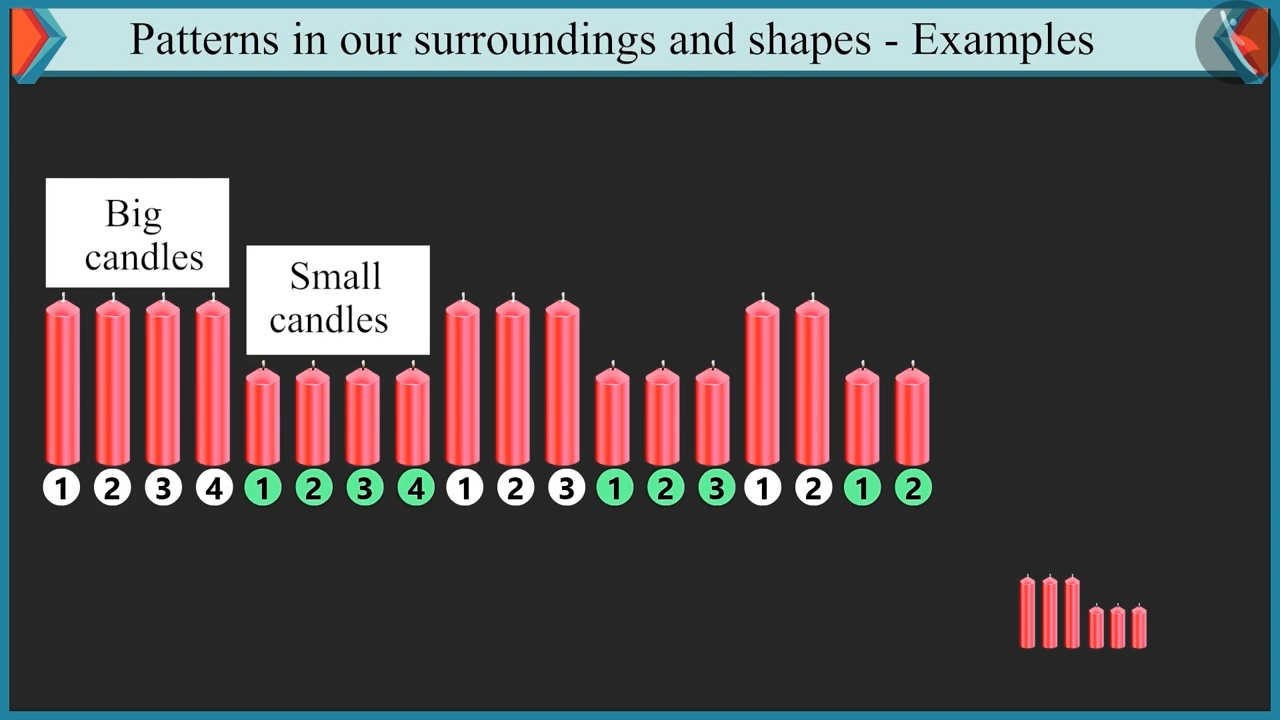 Patterns in our surroundings and shapes - Examples
Big
candles
Small
candles
1 2 3 4 1 2 3 4 1 2 3 1 2 3 1 2 1 2